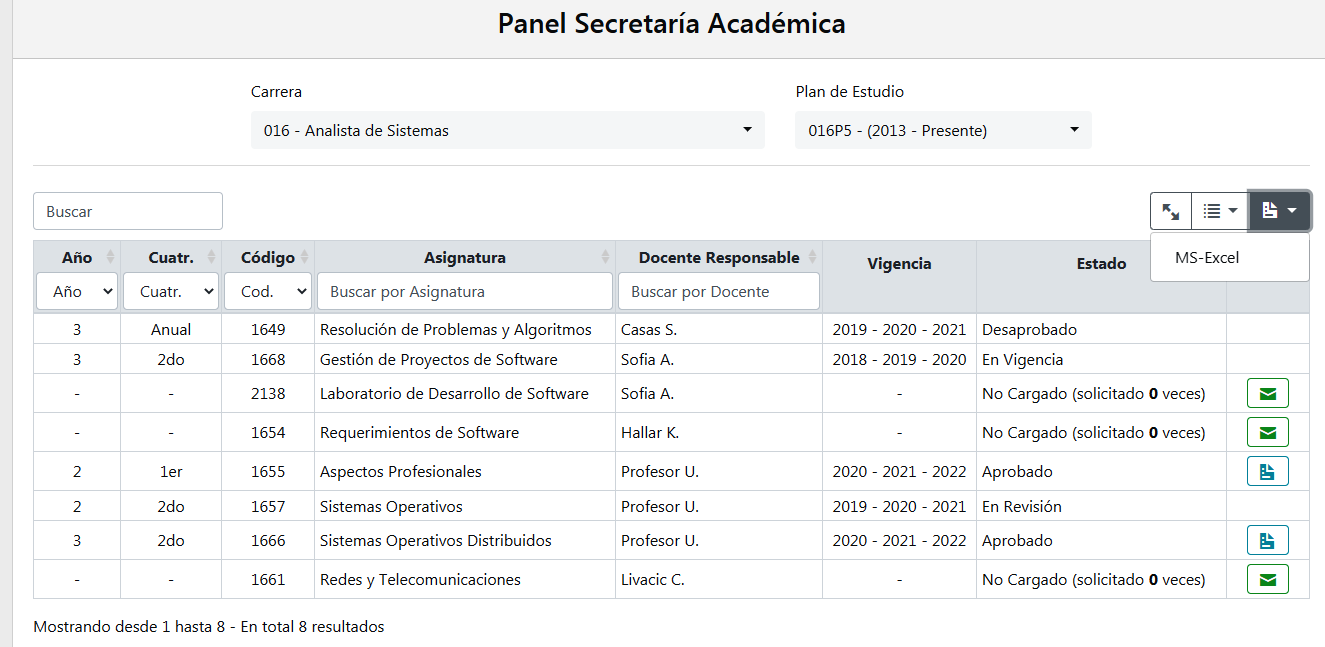 Panel Secretaría Académica
Carrera Plan de Estudio
016 - Analista de Sistemas 016P5 - (2013 - Presente)
Buscar
MS-Excel
Año Cuatr. Código Asignatura Docente Responsable Vigencia Estado
Año Cuatr. Cod. Buscar por Asignatura Buscar por Docente
3 Anual 1649 Resolución de Problemas y Algoritmos Casas S. 2019 - 2020 - 2021 Desaprobado
3 2do 1668 Gestión de Proyectos de Software Sofia A. 2018 - 2019 - 2020 En Vigencia
- - 2138 Laboratorio de Desarrollo de Software Sofia A. - No Cargado (solicitado 0 veces)
- - 1654 Requerimientos de Software Hallar K. - No Cargado (solicitado 0 veces)
2 1er 1655 Aspectos Profesionales Profesor U. 2020 - 2021 - 2022 Aprobado
2 2do 1657 Sistemas Operativos Profesor U. 2019 - 2020 - 2021 En Revisión
3 2do 1666 Sistemas Operativos Distribuidos Profesor U. 2020 - 2021 - 2022 Aprobado
- - 1661 Redes y Telecomunicaciones Livacic C. - No Cargado (solicitado 0 veces)
Mostrando desde 1 hasta 8 - En total 8 resultados